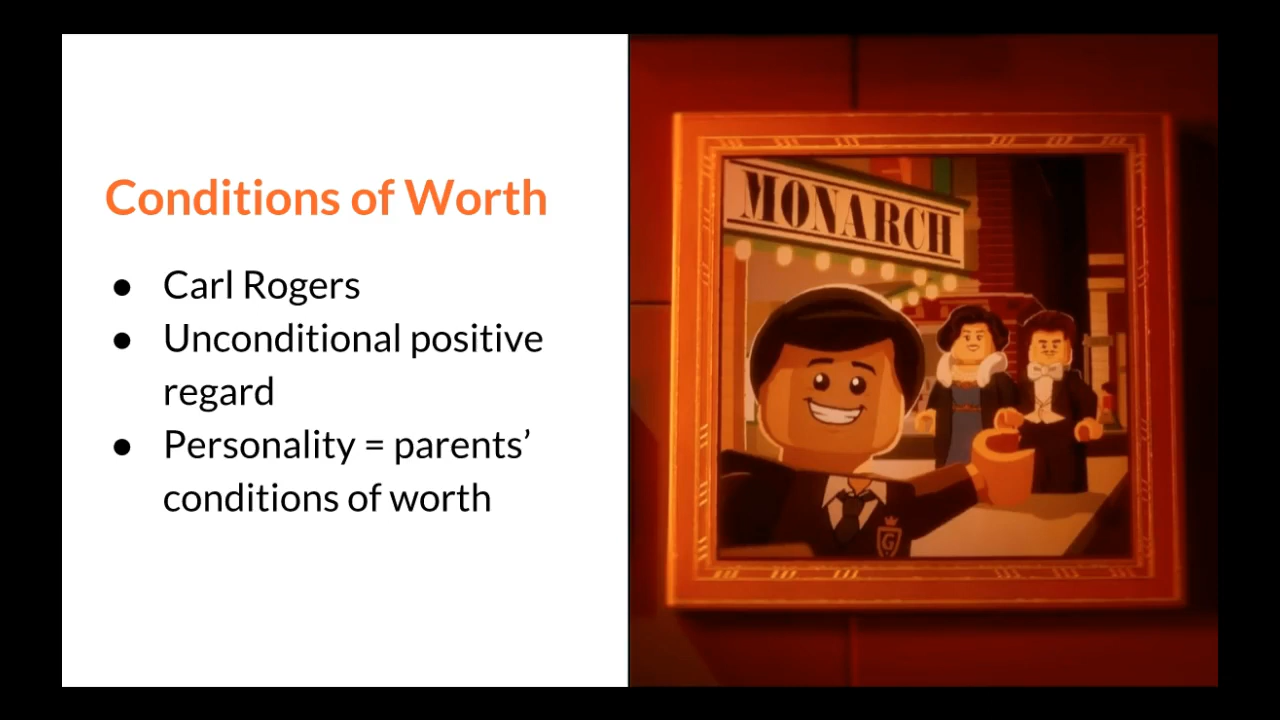 Conditions of Worth
● Carl Rogers
● Unconditional positive
regard
● Personality = parents’
conditions of worth
MONARCH
G